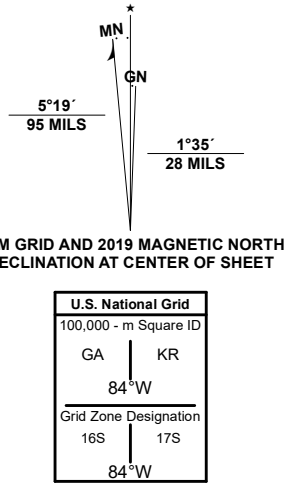 ★
MN
GN
5°19´
95 MILS
1°35´
28 MILS
M GRID AND 2019 MAGNETIC NORTH
ECLINATION AT CENTER OF SHEET
U.S. National Grid
100,000 - m Square ID
GA KR
84°W
Grid Zone Designation
16S 17S
84°W